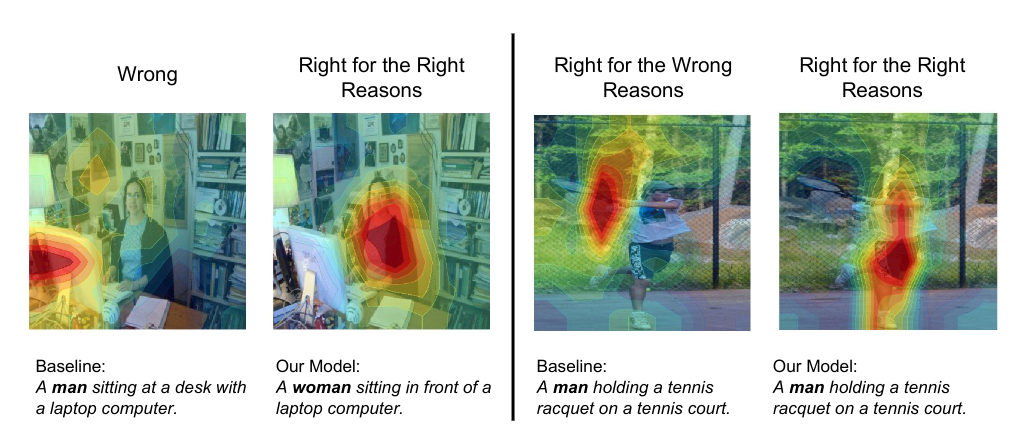 Wrong
Right for the Right
Reasons
Right for the Wrong
Reasons
Right for the Right
Reasons
Baseline:
A man sitting at a desk with
a laptop computer.
Our Model:
A woman sitting in front of a
laptop computer.
Baseline:
A man holding a tennis
racquet on a tennis court.
Our Model:
A man holding a tennis
racquet on a tennis court.